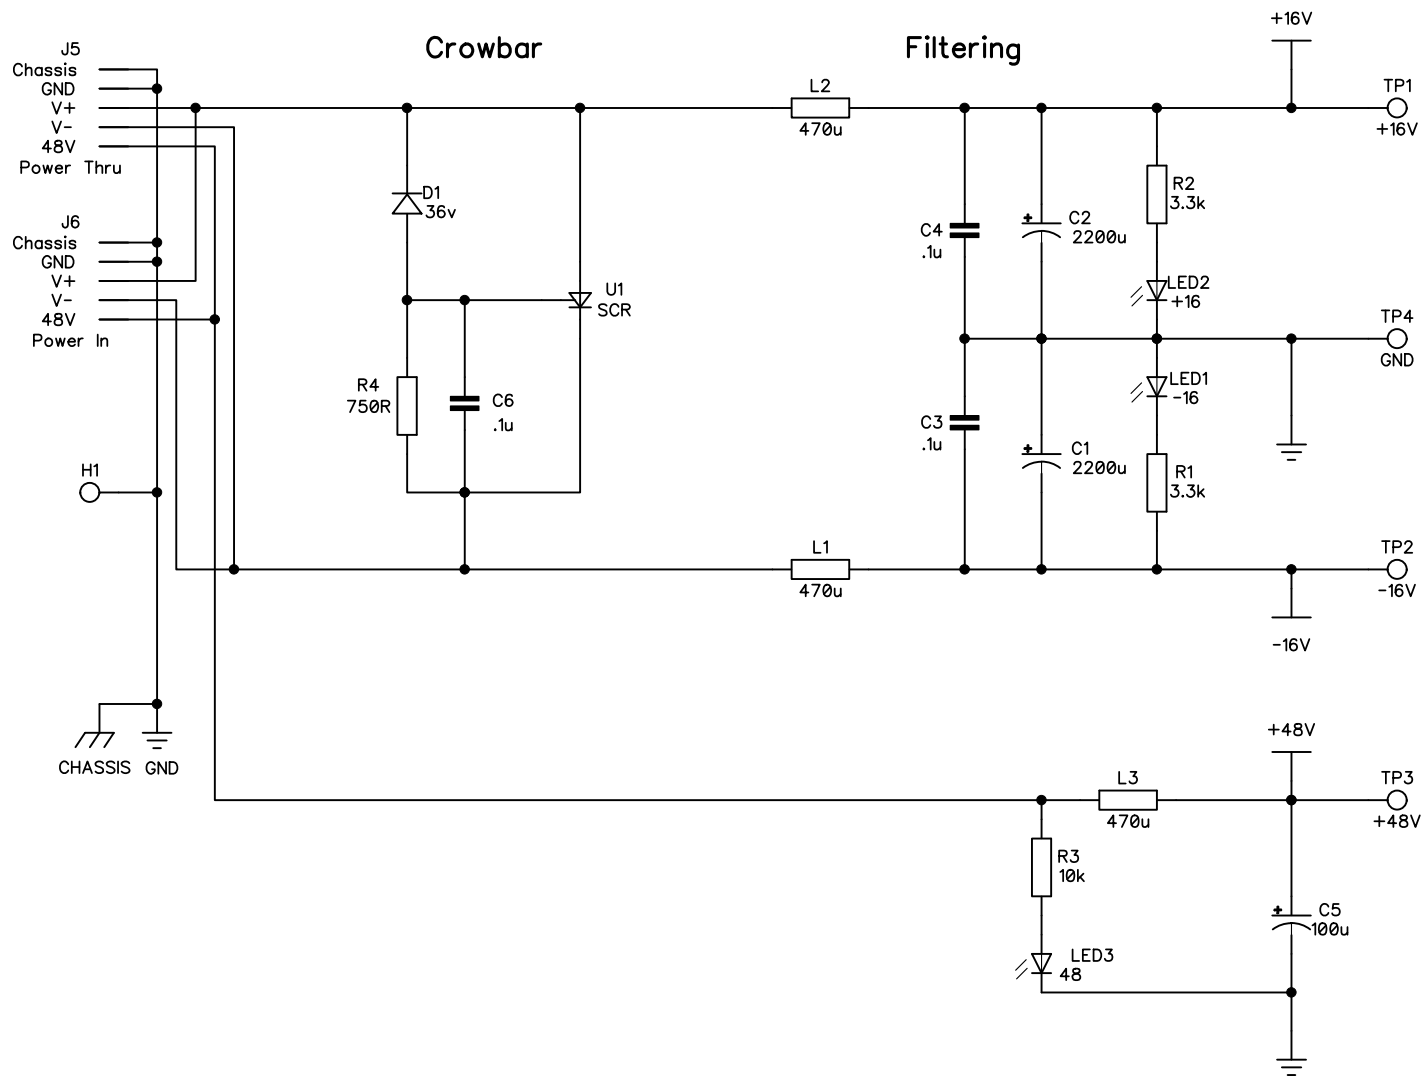 Crowbar
Filtering
+16V
J5
Chassis
GND
V+
V-
48V
Power Thru
L2
470u
TP1
+16V
D1
36v
R2
3.3k
C4
.1u
C2
2200u
J6
Chassis
GND
V+
V-
48V
Power In
U1
SCR
LED2
+16
TP4
GND
R4
750R
C6
.1u
LED1
-16
C3
.1u
C1
2200u
R1
3.3k
H1
L1
470u
TP2
-16V
-16V
CHASSIS
GND
+48V
L3
470u
TP3
+48V
R3
10k
C5
100u
LED3
48